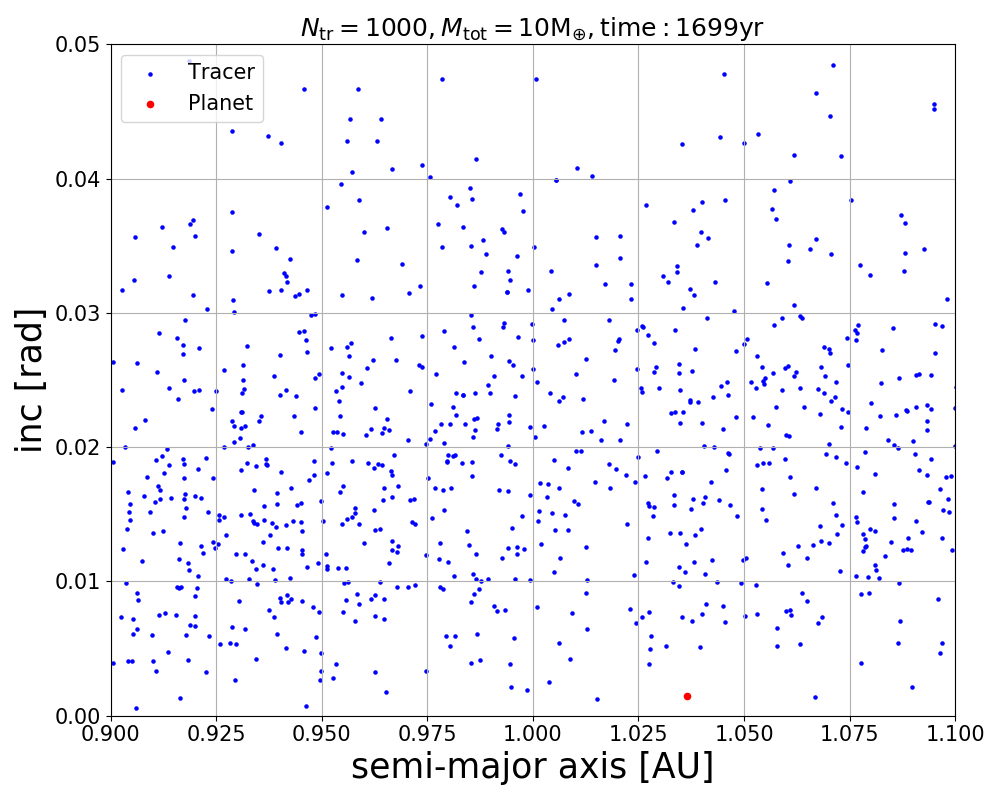 N_tr = 1000, M_tot = 10M_⊕, time : 1699yr
Tracer
Planet
0.05
0.04
0.03
0.02
0.01
0.00
inc [rad]
0.900 0.925 0.950 0.975 1.000 1.025 1.050 1.075 1.100
semi-major axis [AU]